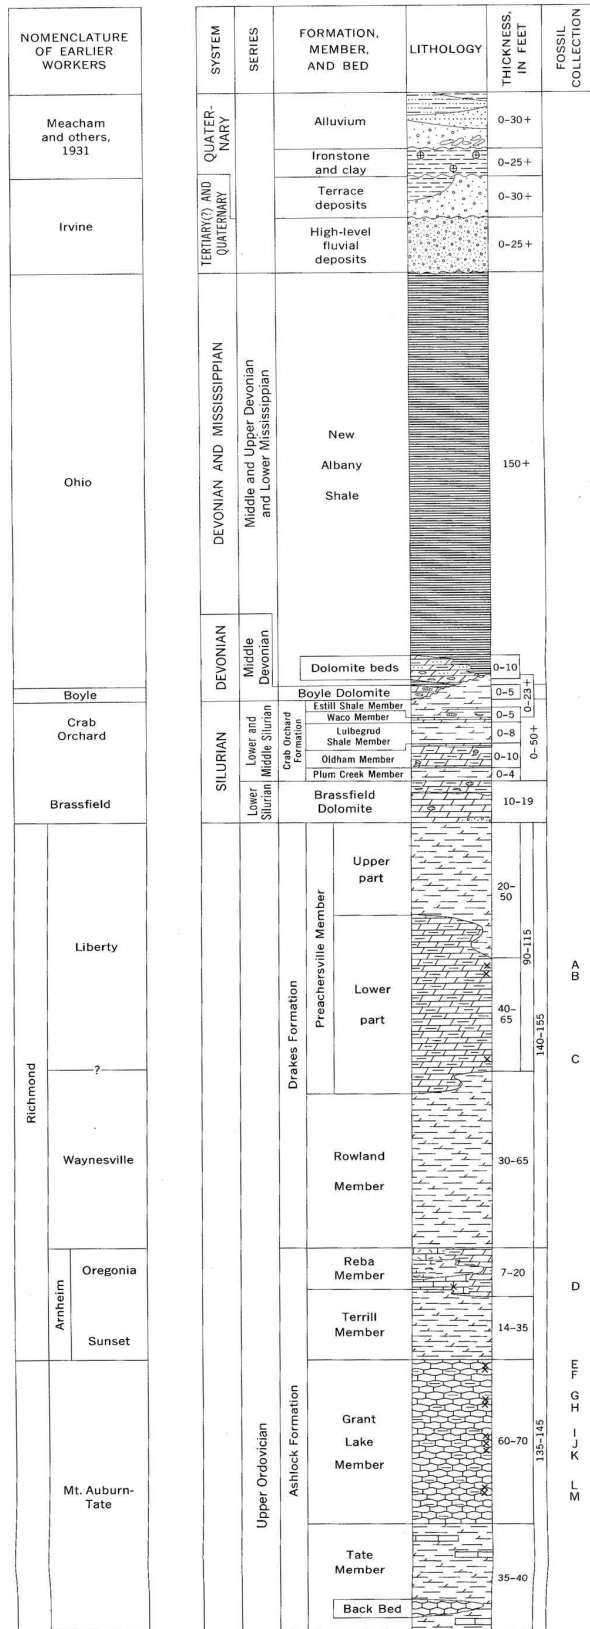 NOMENCLATURE
OF EARLIER
WORKERS
SYSTEM
SERIES
FORMATION,
MEMBER,
AND BED
LITHOLOGY
THICKNESS,
IN FEET
FOSSIL
COLLECTION
Meacham
and others,
1931
QUATER-
NARY
Alluvium
0–30+
Ironstone
and clay
0–25+
Irvine
TERTIARY(?) AND
QUATERNARY
Terrace
deposits
0–30+
High-level
fluvial
deposits
0–25+
Ohio
DEVONIAN AND MISSISSIPPIAN
Middle and Upper Devonian
and Lower Mississippian
New
Albany
Shale
150+
DEVONIAN
Middle
Devonian
Dolomite beds
0–10
Boyle
Boyle Dolomite
0–5
0–23+
Crab
Orchard
SILURIAN
Lower and
Middle Silurian
Crab Orchard
Formation
Estill Shale Member
Waco Member
0–5
Lulbegrud
Shale Member
0–8
Oldham Member
0–10
Plum Creek Member
0–4
0–50+
Brassfield
Lower
Silurian
Brassfield
Dolomite
10–19
Richmond
Liberty
?
Waynesville
Drakes Formation
Preachersville Member
Upper
part
20–
50
Lower
part
40–
65
90–115
140–155
A
B
C
Rowland
Member
30–65
Arnheim
Oregonia
Sunset
Upper Ordovician
Ashlock Formation
Reba
Member
7–20
D
Terrill
Member
14–35
Mt. Auburn-
Tate
Grant
Lake
Member
60–70
135–145
E
F
G
H
I
J
K
L
M
Tate
Member
35–40
Back Bed